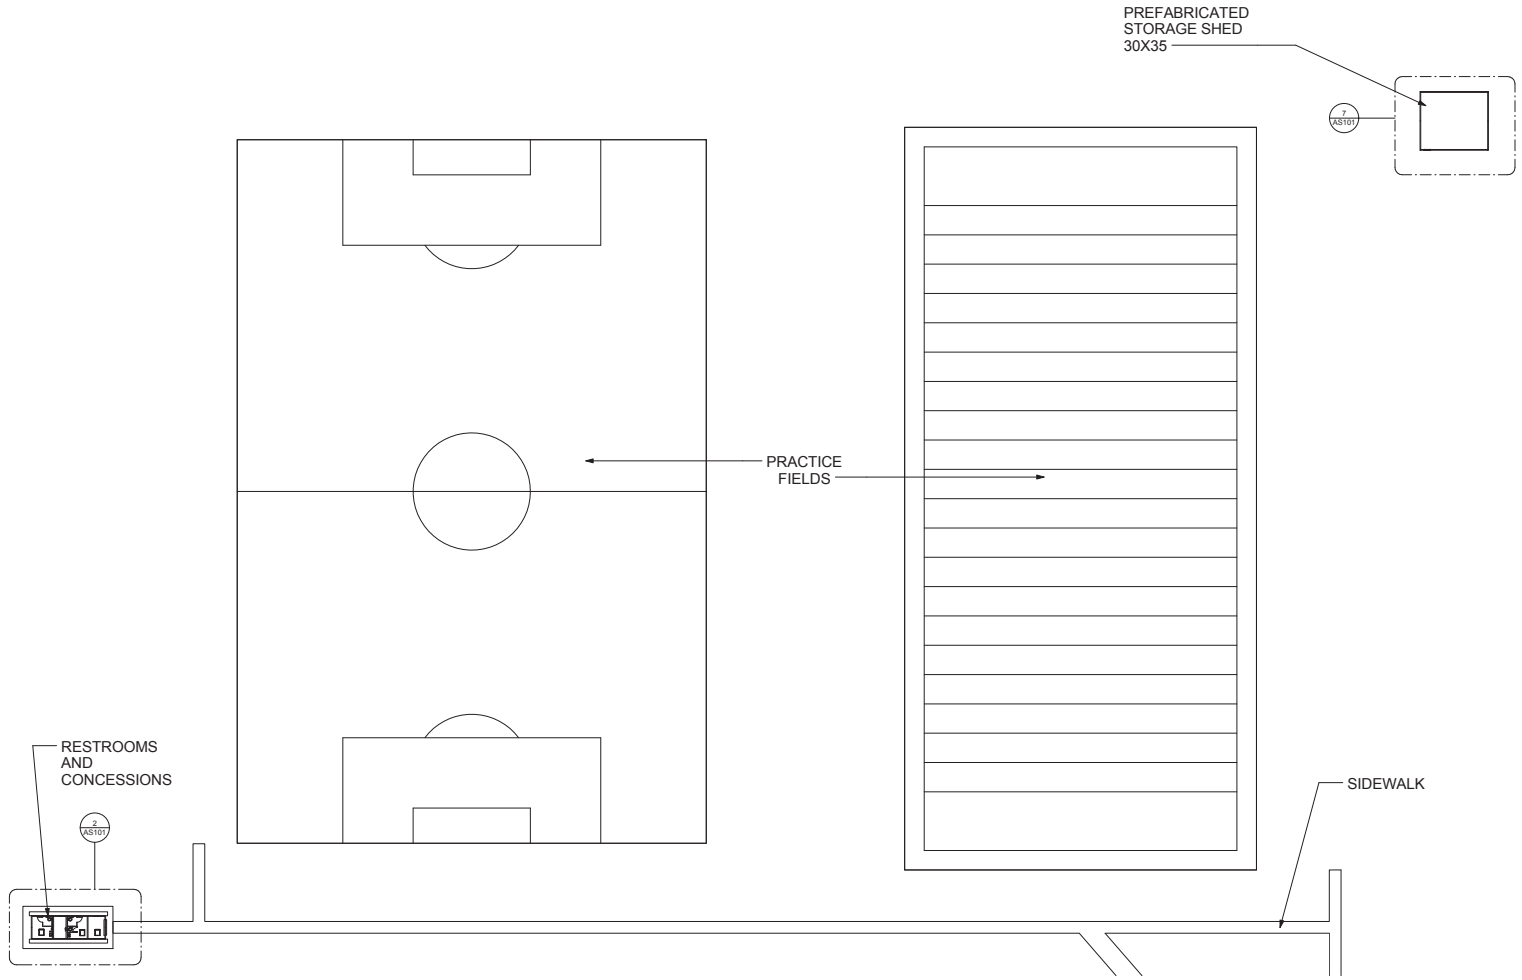 PREFABRICATED
STORAGE SHED
30X35
7
AS101
PRACTICE
FIELDS
RESTROOMS
AND
CONCESSIONS
SIDEWALK
2
AS101